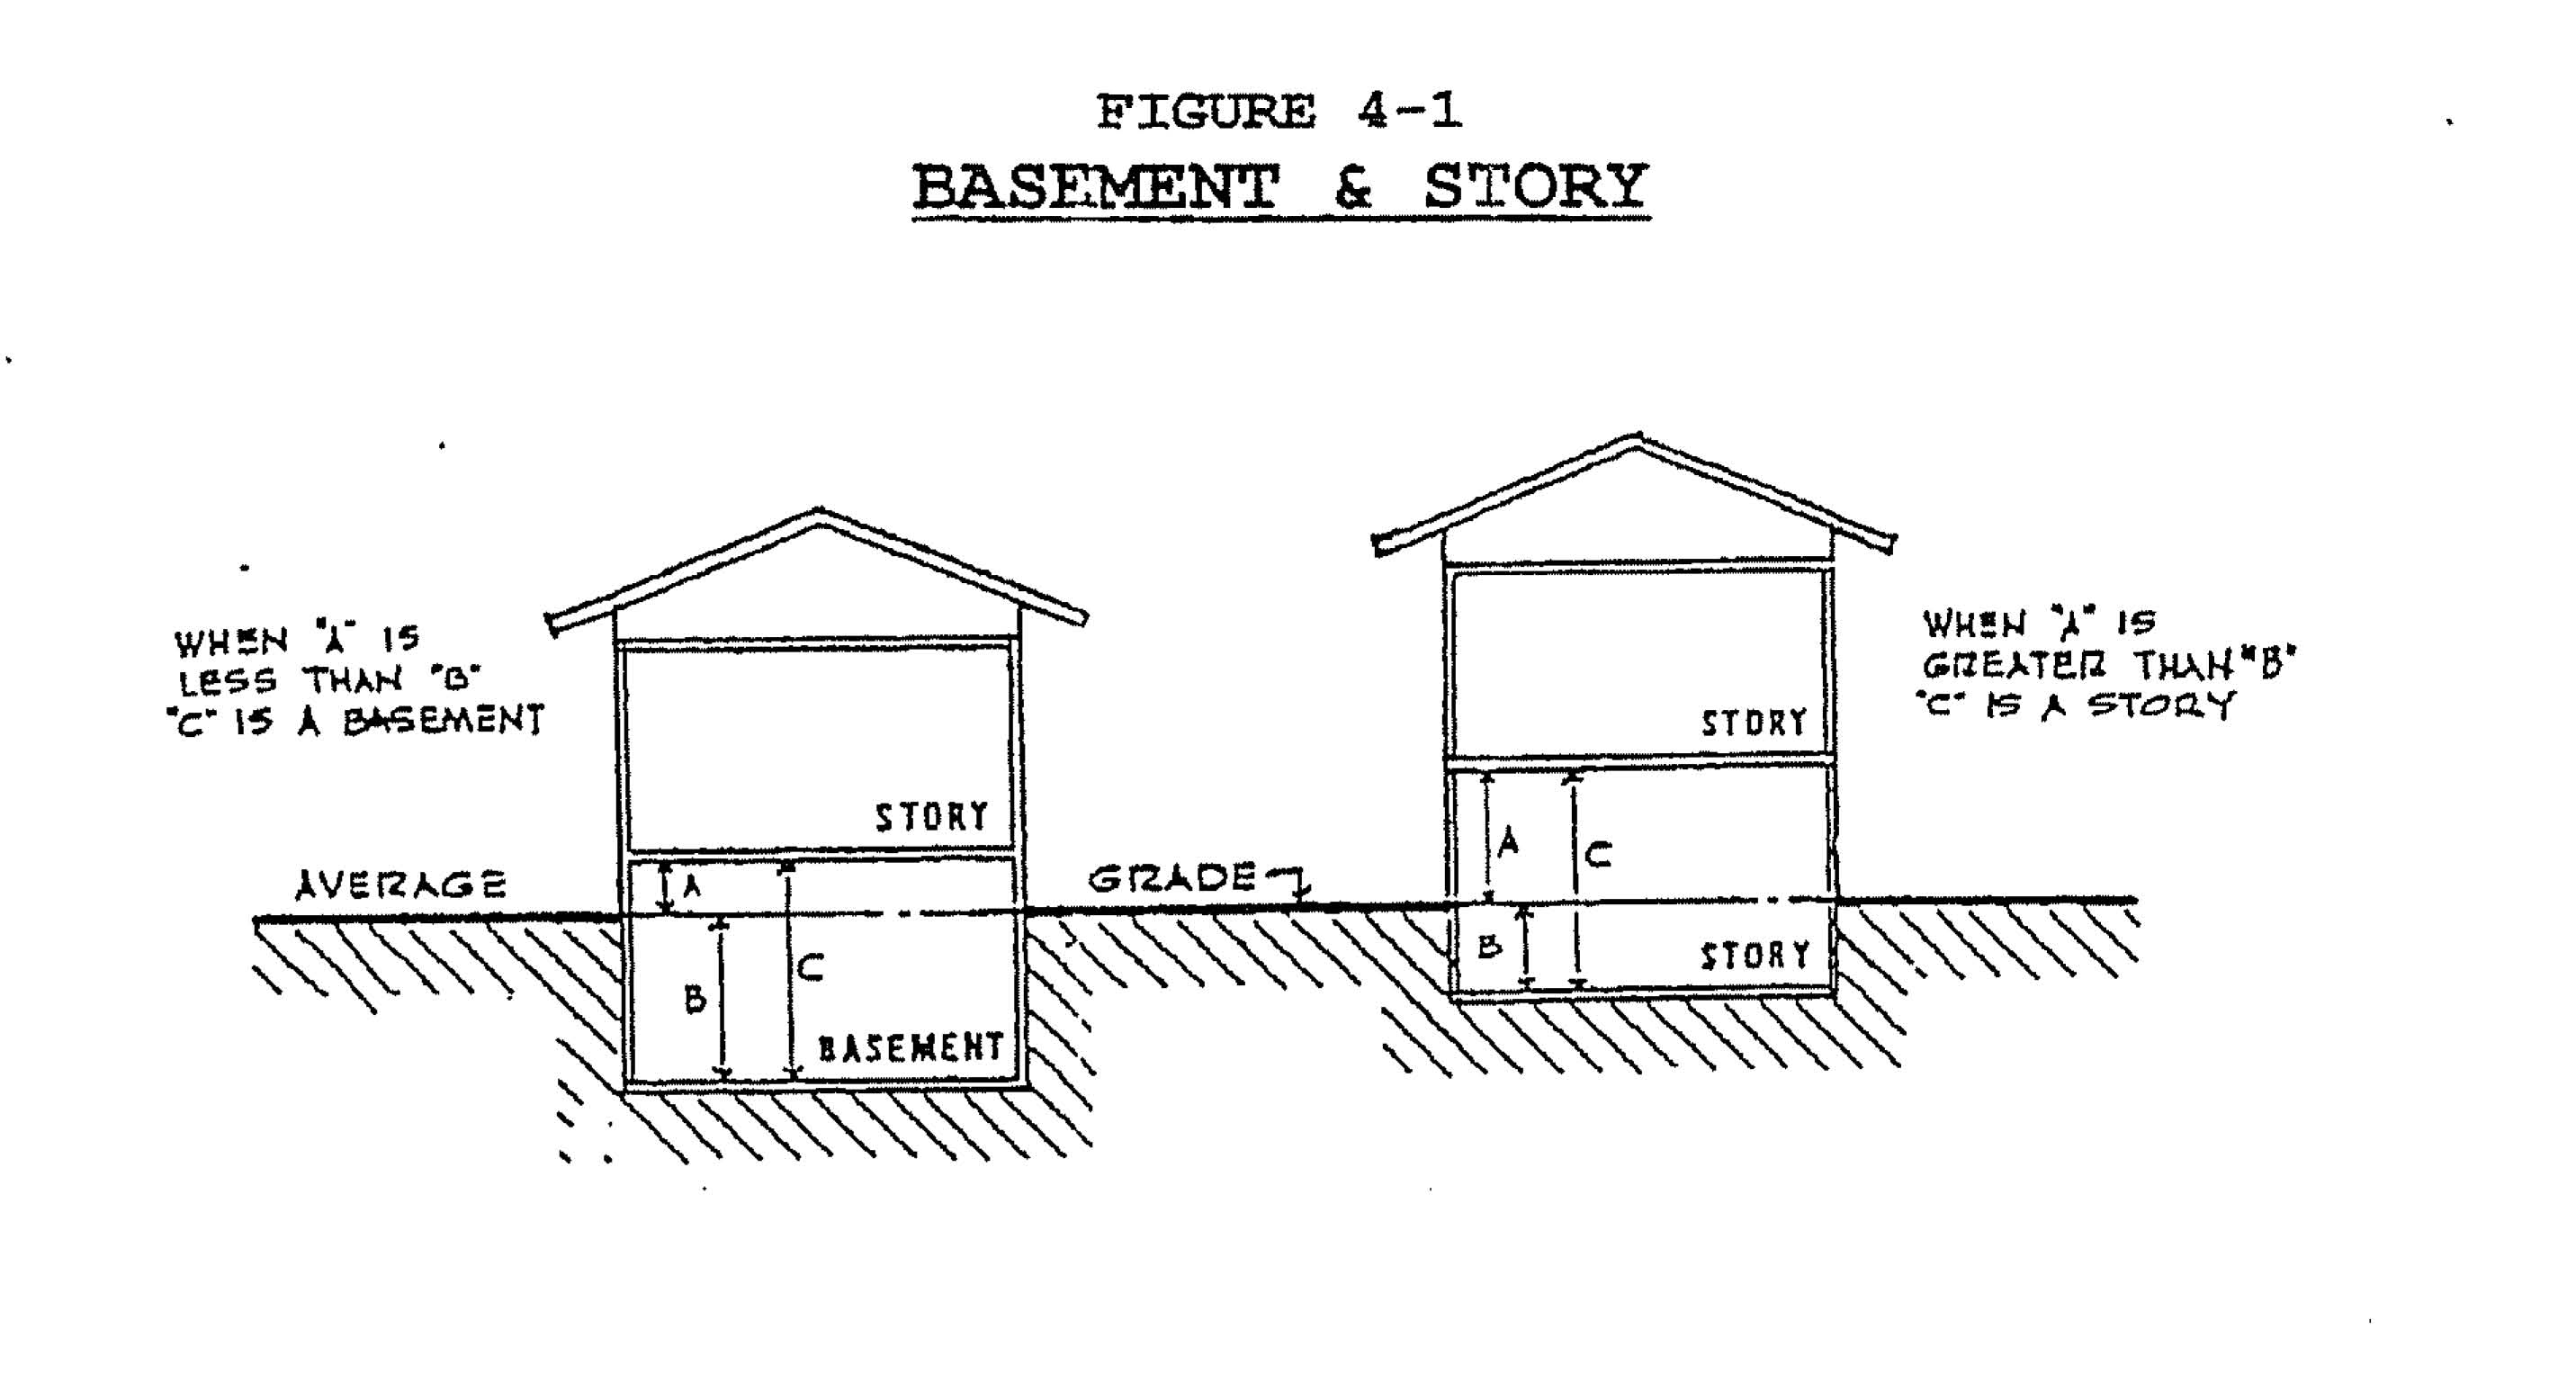 FIGURE 4-1
BASEMENT & STORY
WHEN "A" IS
LESS THAN "B"
"C" IS A BASEMENT
WHEN "A" IS
GREATER THAN "B"
"C" IS A STORY
STORY
STORY
AVERAGE
A
GRADE
A
C
B
C
BASEMENT
B
STORY